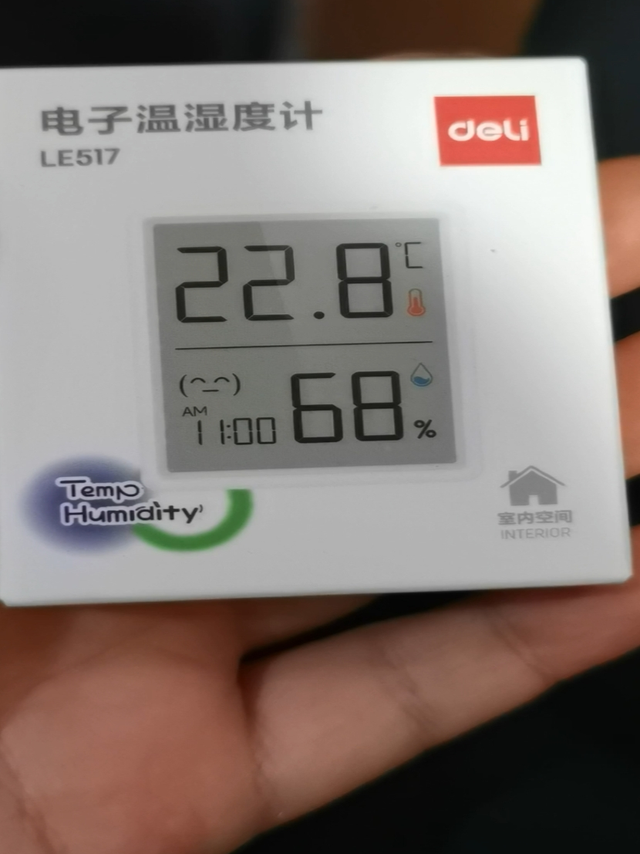 电子温湿度计
LE517
deli
22.8 °C
(⌒_⌒)
AM
11:00
68 %
Temp
Humidity
室内空间
INTERIOR